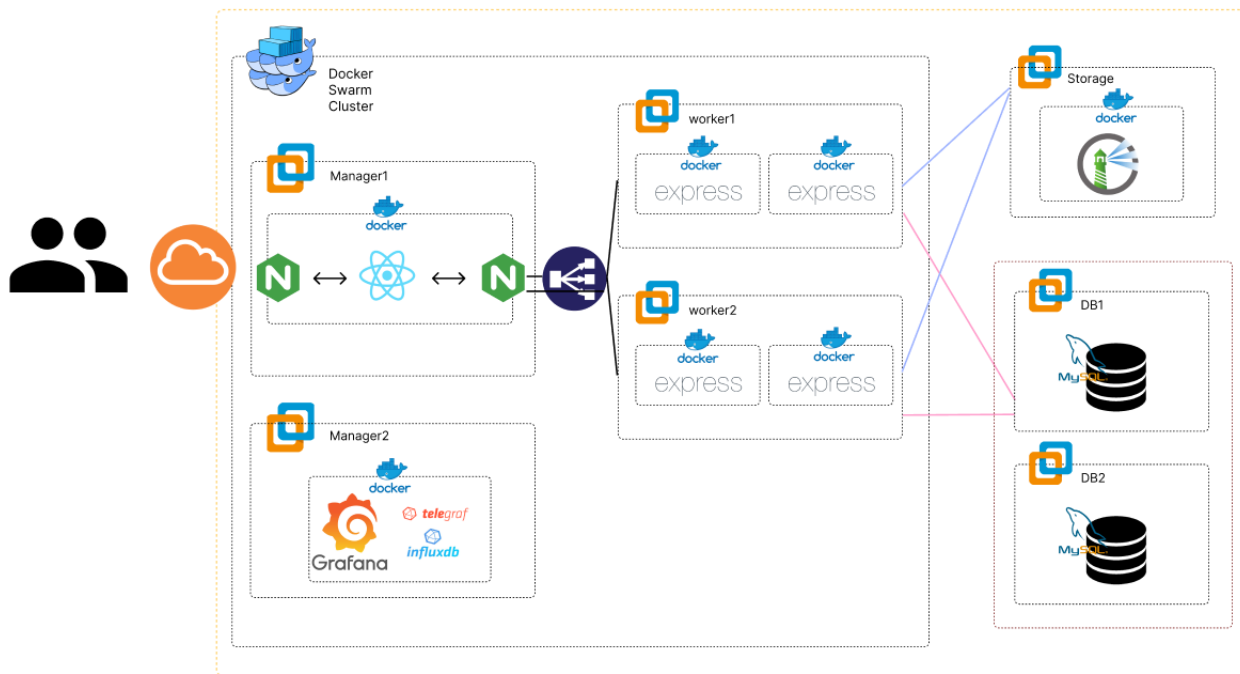 Docker
Swarm
Cluster
Manager1
docker
N
N
Manager2
docker
Grafana
telegraf
influxdb
worker1
docker
express
docker
express
worker2
docker
express
docker
express
Storage
docker
DB1
MySQL
DB2
MySQL